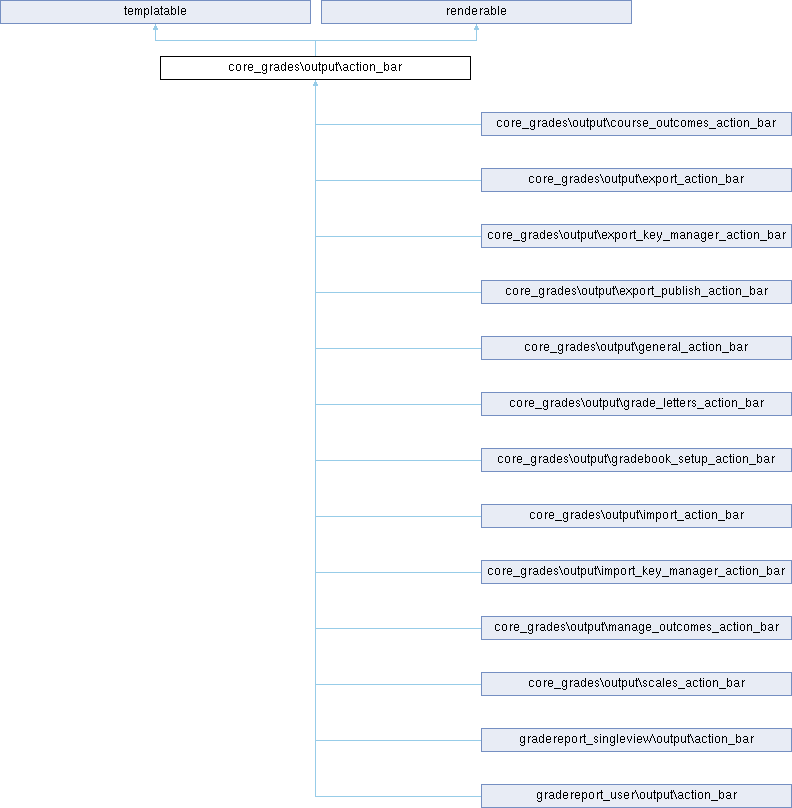 templatable
renderable
core_grades\output\action_bar
core_grades\output\course_outcomes_action_bar
core_grades\output\export_action_bar
core_grades\output\export_key_manager_action_bar
core_grades\output\export_publish_action_bar
core_grades\output\general_action_bar
core_grades\output\grade_letters_action_bar
core_grades\output\gradebook_setup_action_bar
core_grades\output\import_action_bar
core_grades\output\import_key_manager_action_bar
core_grades\output\manage_outcomes_action_bar
core_grades\output\scales_action_bar
gradereport_singleview\output\action_bar
gradereport_user\output\action_bar